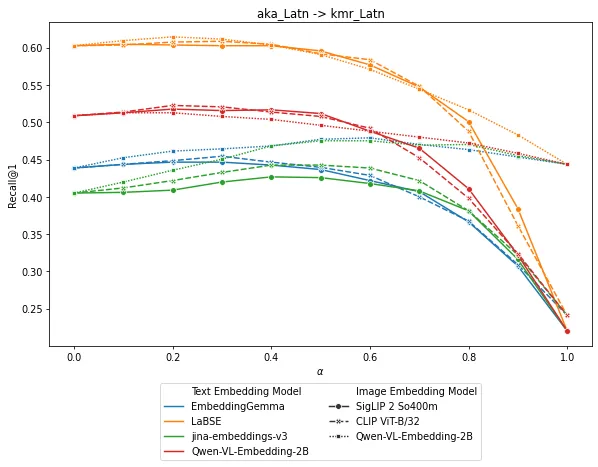 aka_Latn -> kmr_Latn
Recall@1
0.60
0.55
0.50
0.45
0.40
0.35
0.30
0.25
0.0 0.2 0.4 0.6 0.8 1.0
α
Text Embedding Model
EmbeddingGemma
LaBSE
jina-embeddings-v3
Qwen-VL-Embedding-2B
Image Embedding Model
SigLIP 2 So400m
CLIP ViT-B/32
Qwen-VL-Embedding-2B